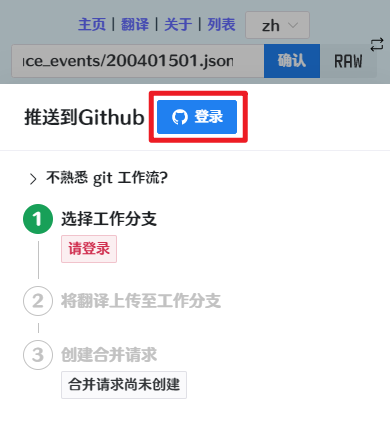 主页 | 翻译 | 关于 | 列表 zh
ıce_events/200401501.json 确认 RAW
推送到Github 登录
不熟悉 git 工作流?
1 选择工作分支
请登录
2 将翻译上传至工作分支
3 创建合并请求
合并请求尚未创建